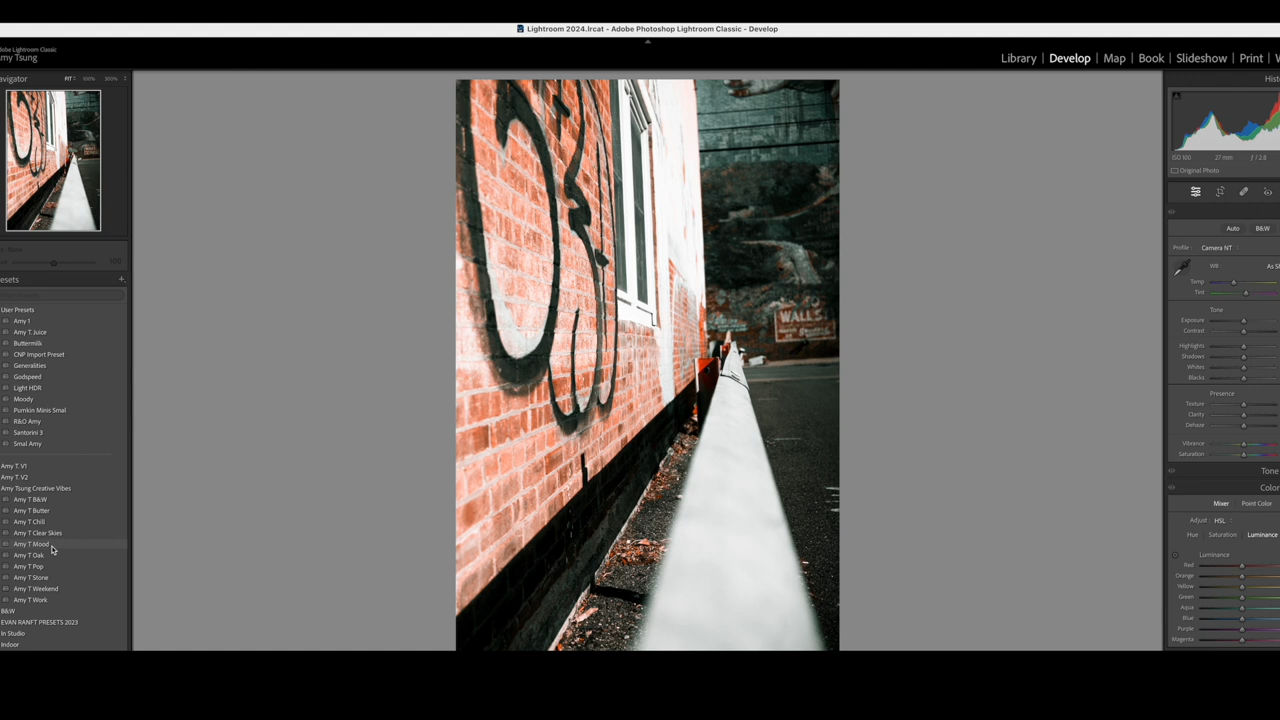 Lightroom 2024.lrcat - Adobe Photoshop Lightroom Classic - Develop
dobe Lightroom Classic
my Tsung
Library | Develop | Map | Book | Slideshow | Print | W
avigator
FIT
100%
300%
100
esets
User Presets
Amy 1
Amy T. Juice
Buttermilk
CNP Import Preset
Generalities
Godspeed
Light HDR
Moody
Pumkin Minis Smal
R&O Amy
Santorini 3
Smal Amy
Amy T. V1
Amy T. V2
Amy Tsung Creative Vibes
Amy T B&W
Amy T Butter
Amy T Chill
Amy T Clear Skies
Amy T Mood
Amy T Oak
Amy T Pop
Amy T Stone
Amy T Weekend
Amy T Work
B&W
EVAN RANFT PRESETS 2023
In Studio
Indoor
WALLS
Hist
ISO 100 27 mm ƒ / 2.8
Original Photo
Auto B&W
Profile : Camera NT
WB : As S
Temp
Tint
Tone
Exposure
Contrast
Highlights
Shadows
Whites
Blacks
Presence
Texture
Clarity
Dehaze
Vibrance
Saturation
Tone
Color
Mixer Point Color
Adjust : HSL
Hue Saturation Luminance
Luminance
Red
Orange
Yellow
Green
Aqua
Blue
Purple
Magenta